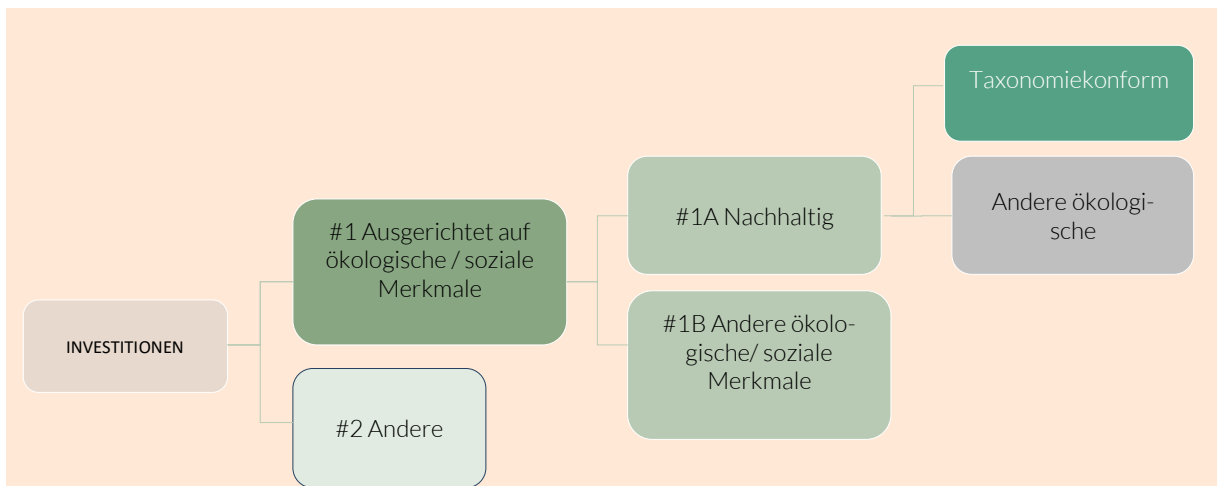 INVESTITIONEN
#1 Ausgerichtet auf
ökologische / soziale
Merkmale
#2 Andere
#1A Nachhaltig
#1B Andere ökolo-
gische/ soziale
Merkmale
Taxonomiekonform
Andere ökologi-
sche